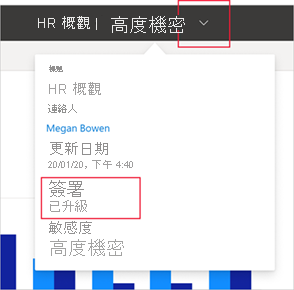 HR 概觀 | 高度機密
標題
HR 概觀
連絡人
Megan Bowen
更新日期
20/01/20, 下午 4:40
簽署
已升級
敏感度
高度機密